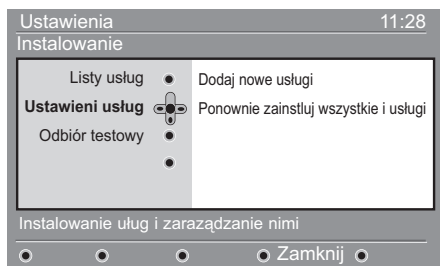 Ustawienia 11:28
Instalowanie
Listy usług Dodaj nowe usługi
Ustawieni usług Ponownie zainstluj wszystkie i usługi
Odbiór testowy
Instalowanie uług i zaraządzanie nimi
Zamknij